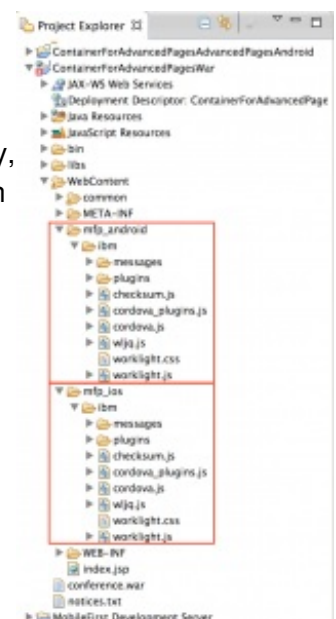 Project Explorer
ContainerForAdvancedPagesAdvancedPagesAndroid
ContainerForAdvancedPagesWar
JAX-WS Web Services
Deployment Descriptor: ContainerForAdvancedPage
Java Resources
JavaScript Resources
bin
libs
WebContent
common
META-INF
mfp_android
ibm
messages
plugins
checksum.js
cordova_plugins.js
cordova.js
wljq.js
worklight.css
worklight.js
mfp_ios
ibm
messages
plugins
checksum.js
cordova_plugins.js
cordova.js
wljq.js
worklight.css
worklight.js
WEB-INF
index.jsp
conference.war
notices.txt
MobileFirst Development Server